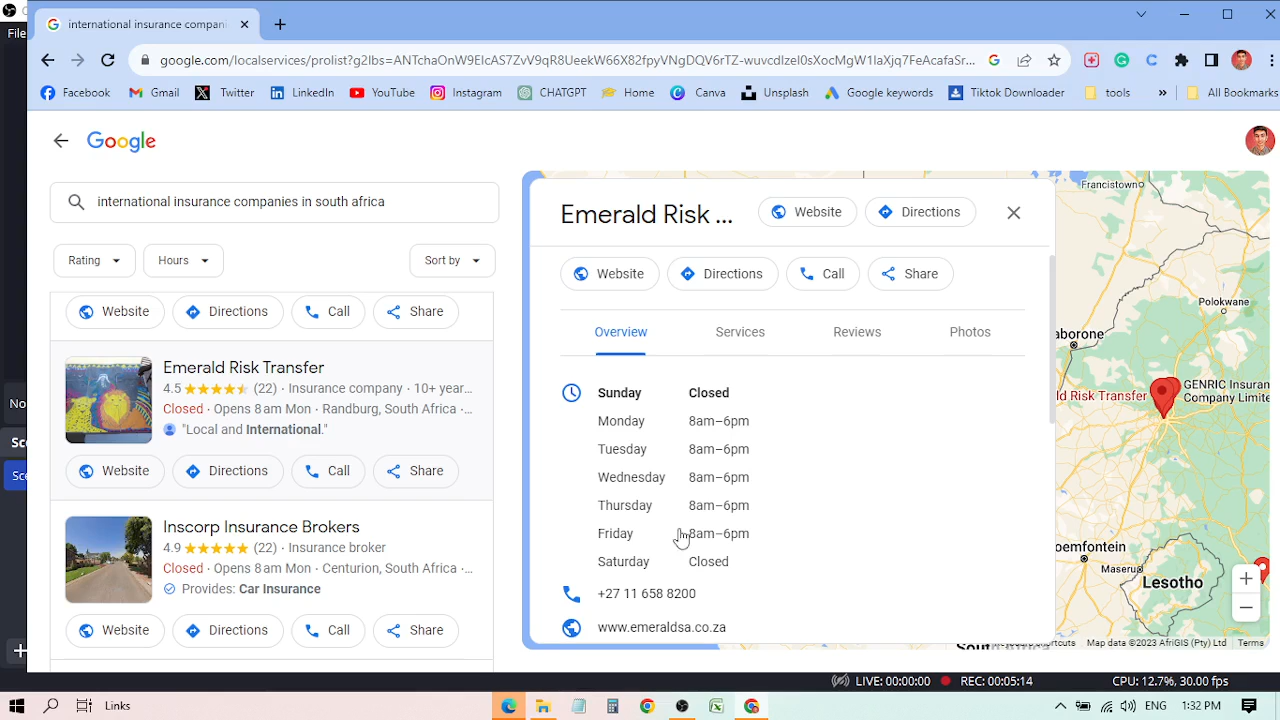 File
international insurance compani
google.com/localservices/prolist?g2lbs=ANTchaOnW9ElcAS7ZvV9qR8UeekW66X82fpyVNgDQV6rTZ-wuvcdIzeI0sXocMgW1IaXjq7FeAcafaSr...
Facebook Gmail Twitter LinkedIn YouTube Instagram CHATGPT Home Canva Unsplash Google keywords Tiktok Downloader tools » All Bookmarks
Google
international insurance companies in south africa
Rating Hours Sort by
Website Directions Call Share
Emerald Risk Transfer
4.5 (22) · Insurance company · 10+ year...
Closed · Opens 8 am Mon · Randburg, South Africa ·...
"Local and International."
Website Directions Call Share
Inscorp Insurance Brokers
4.9 (22) · Insurance broker
Closed · Opens 8 am Mon · Centurion, South Africa ·...
Provides: Car Insurance
Website Directions Call Share
Emerald Risk ... Website Directions
Website Directions Call Share
Overview Services Reviews Photos
Sunday Closed
Monday 8am–6pm
Tuesday 8am–6pm
Wednesday 8am–6pm
Thursday 8am–6pm
Friday 8am–6pm
Saturday Closed
+27 11 658 8200
www.emeraldsa.co.za
Francistown
Polokwane
aborone
GENRIC Insuran
Company Limite
ld Risk Transfer
oemfontein
Maseru
Lesotho
South Africa
rtcuts Map data ©2023 AfriGIS (Pty) Ltd Terms
No
Sc
Sce
LIVE: 00:00:00 REC: 00:05:14 CPU: 12.7%, 30.00 fps
Links ENG 1:32 PM